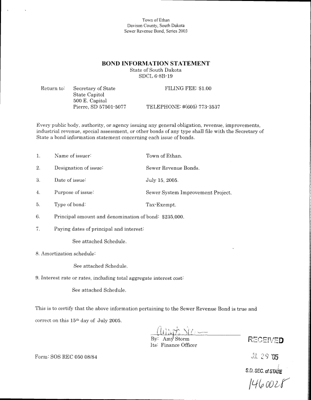 Town of Ethan
Davison County, South Dakota
Sewer Revenue Bond, Series 2005
BOND INFORMATION STATEMENT
State of South Dakota
SDCL 6-8B-19
Return to: Secretary of State FILING FEE: $1.00
State Capitol
500 E. Capitol
Pierre, SD 57501-5077 TELEPHONE: #(605) 773-3537
Every public body, authority, or agency issuing any general obligation, revenue, improvements,
industrial revenue, special assessment, or other bonds of any type shall file with the Secretary of
State a bond information statement concerning each issue of bonds.
1. Name of issuer: Town of Ethan.
2. Designation of issue: Sewer Revenue Bonds.
3. Date of issue: July 15, 2005.
4. Purpose of issue: Sewer System Improvement Project.
5. Type of bond: Tax-Exempt.
6. Principal amount and denomination of bond: $235,000.
7. Paying dates of principal and interest:
See attached Schedule.
8. Amortization schedule:
See attached Schedule.
9. Interest rate or rates, including total aggregate interest cost:
See attached Schedule.
This is to certify that the above information pertaining to the Sewer Revenue Bond is true and
correct on this 15th day of July 2005.
By: Amy Storm
Its: Finance Officer
RECEIVED
Form: SOS REC 050 08/84
JUL 29 '05
S.D. SEC. of STATE
1460028